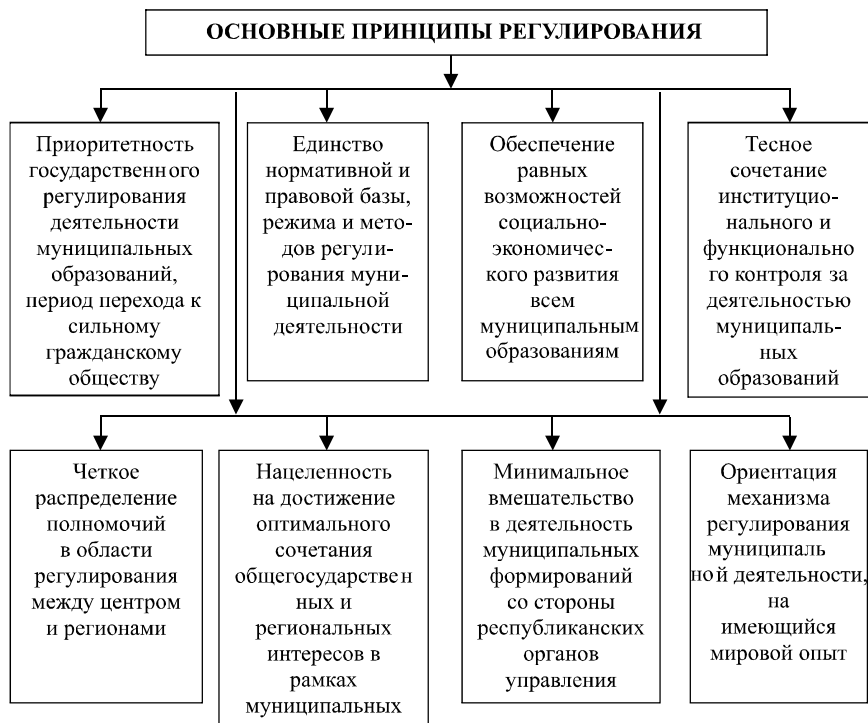 ОСНОВНЫЕ ПРИНЦИПЫ РЕГУЛИРОВАНИЯ
Приоритетность
государственного
регулирования
деятельности
муниципальных
образований,
период перехода к
сильному
гражданскому
обществу
Единство
нормативной и
правовой базы,
режима и мето-
дов регули-
рования муни-
ципальной
деятельности
Обеспечение
равных
возможностей
социально-
экономичес-
кого развития
всем
муниципальным
образованиям
Тесное
сочетание
институцио-
нального и
функционально
го контроля за
деятельностью
муниципаль-
ных
образований
Четкое
распределение
полномочий
в области
регулирования
между центром
и регионами
Нацеленность
на достижение
оптимального
сочетания
общегосударствен
ных и
региональных
интересов в
рамках
муниципальных
Минимальное
вмешательство
в деятельность
муниципальных
формирований
со стороны
республиканских
органов
управления
Ориентация
механизма
регулирования
муниципаль
ной деятельности,
на
имеющийся
мировой опыт